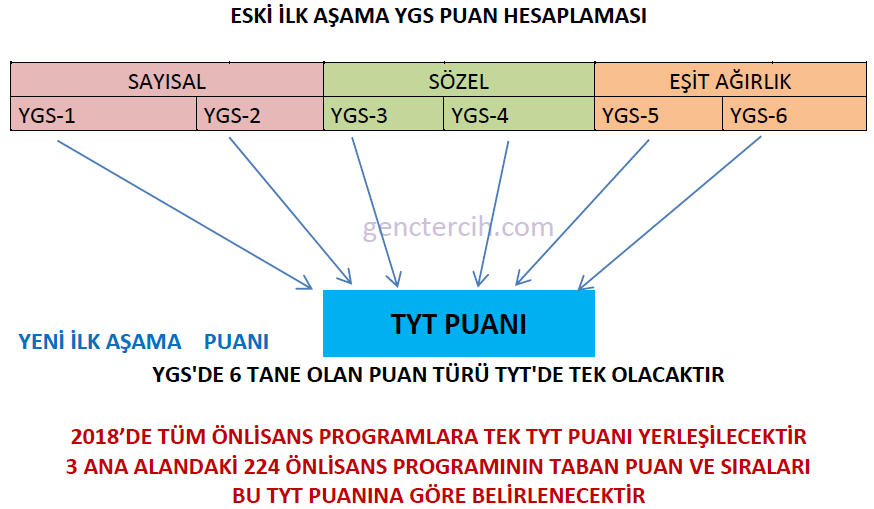 ESKİ İLK AŞAMA YGS PUAN HESAPLAMASI
SAYISAL SÖZEL EŞİT AĞIRLIK
YGS-1 YGS-2 YGS-3 YGS-4 YGS-5 YGS-6
genctercih.com
TYT PUANI
YENİ İLK AŞAMA PUANI
YGS'DE 6 TANE OLAN PUAN TÜRÜ TYT'DE TEK OLACAKTIR
2018’DE TÜM ÖNLİSANS PROGRAMLARA TEK TYT PUANI YERLEŞİLECEKTİR
3 ANA ALANDAKİ 224 ÖNLİSANS PROGRAMININ TABAN PUAN VE SIRALARI
BU TYT PUANINA GÖRE BELİRLENECEKTİR